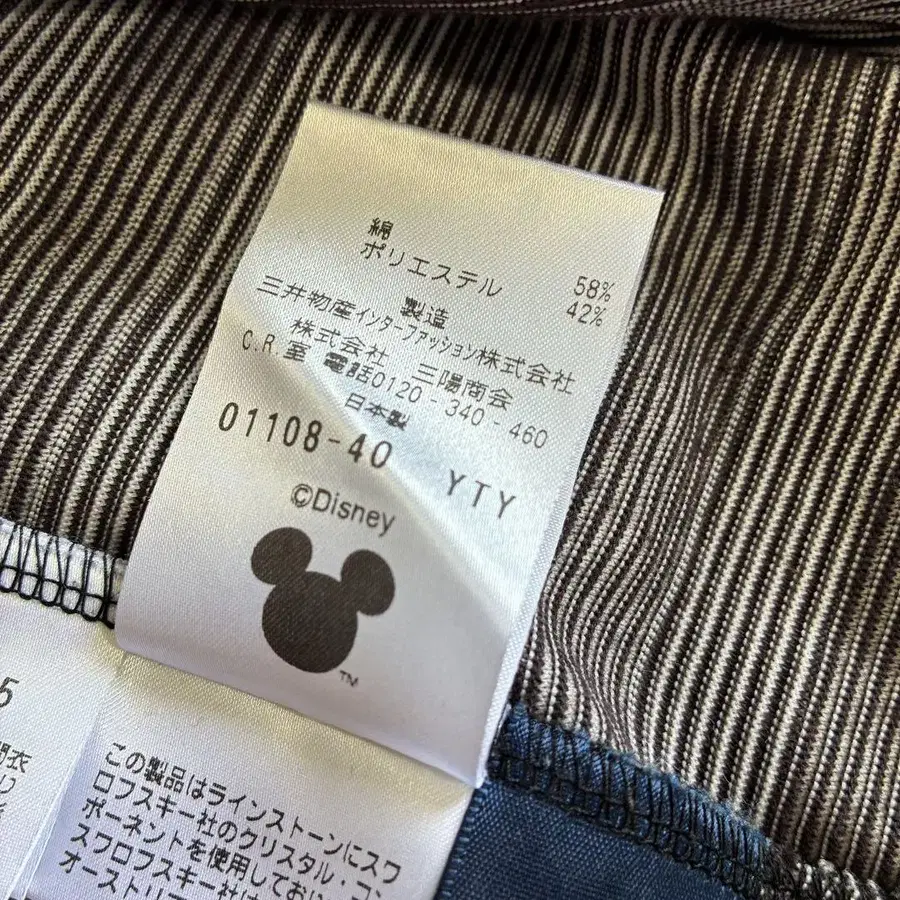 綿 58%
ポリエステル 42%
製造
三井物産インターファッション株式会社
株式会社 三陽商会
C.R.室 電話0120-340-460
日本製
01108-40 YTY
©Disney
TM
5
この製品はラインストーンにスワ
ロフスキー社のクリスタル・コン
ポーネントを使用してお
スワロフスキー社は
オーストリ